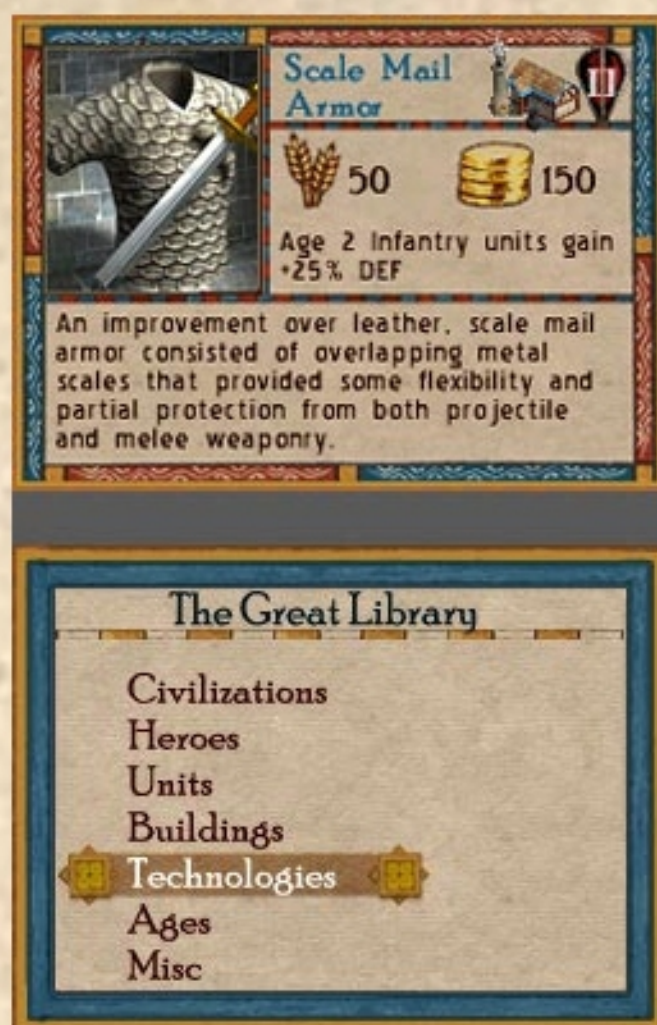 Scale Mail
Armor
II
50
150
Age 2 Infantry units gain
+25% DEF
An improvement over leather, scale mail
armor consisted of overlapping metal
scales that provided some flexibility and
partial protection from both projectile
and melee weaponry.
The Great Library
Civilizations
Heroes
Units
Buildings
Technologies
Ages
Misc